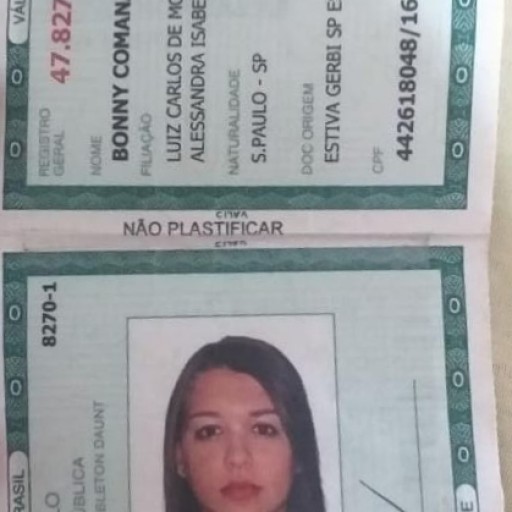 VÁL
REGISTRO GERAL 47.827
NOME
BONNY COMAN
FILIAÇÃO
LUIZ CARLOS DE MO
ALESSANDRA ISABE
NATURALIDADE
S.PAULO - SP
DOC ORIGEM
ESTIVA GERBI SP
CPF
442618048/16
NÃO PLASTIFICAR
RASIL
LO
ÚBLICA
BLETON DAUNT
8270-1
E